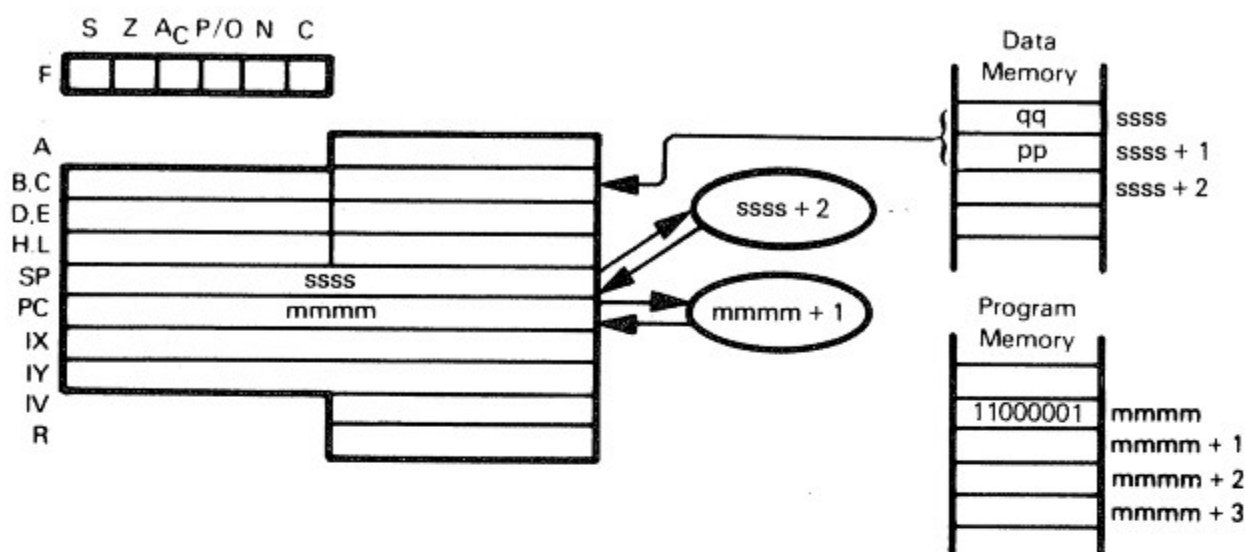 S Z AC P/O N C
F
A
B,C
D,E
H,L
SP ssss
PC mmmm
IX
IY
IV
R
ssss + 2
mmmm + 1
Data
Memory
qq ssss
pp ssss + 1
ssss + 2
Program
Memory
11000001 mmmm
mmmm + 1
mmmm + 2
mmmm + 3